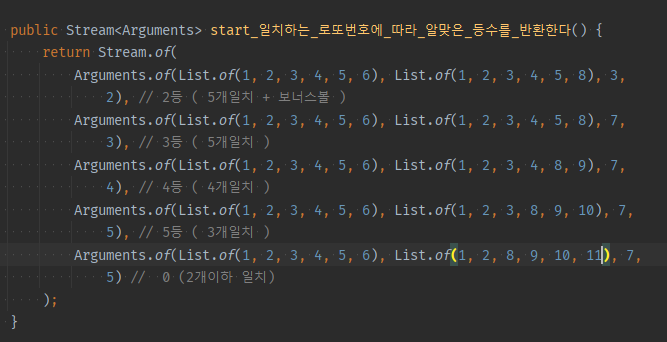 public Stream<Arguments> start_일치하는_로또번호에_따라_알맞은_등수를_반환한다() {
return Stream.of(
Arguments.of(List.of(1, 2, 3, 4, 5, 6), List.of(1, 2, 3, 4, 5, 8), 3,
2), // 2등 ( 5개일치 + 보너스볼 )
Arguments.of(List.of(1, 2, 3, 4, 5, 6), List.of(1, 2, 3, 4, 5, 8), 7,
3), // 3등 ( 5개일치 )
Arguments.of(List.of(1, 2, 3, 4, 5, 6), List.of(1, 2, 3, 4, 8, 9), 7,
4), // 4등 ( 4개일치 )
Arguments.of(List.of(1, 2, 3, 4, 5, 6), List.of(1, 2, 3, 8, 9, 10), 7,
5), // 5등 ( 3개일치 )
Arguments.of(List.of(1, 2, 3, 4, 5, 6), List.of(1, 2, 8, 9, 10, 11), 7,
5) //  0 (2개이하 일치)
);
}